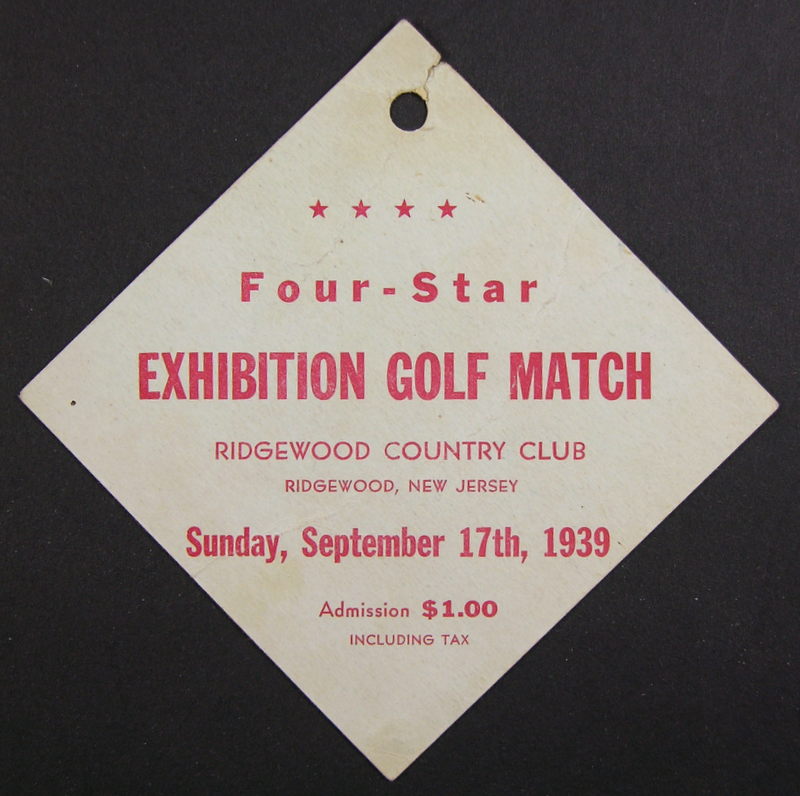 ★ ★ ★ ★
Four-Star
EXHIBITION GOLF MATCH
RIDGEWOOD COUNTRY CLUB
RIDGEWOOD, NEW JERSEY
Sunday, September 17th, 1939
Admission $1.00
INCLUDING TAX